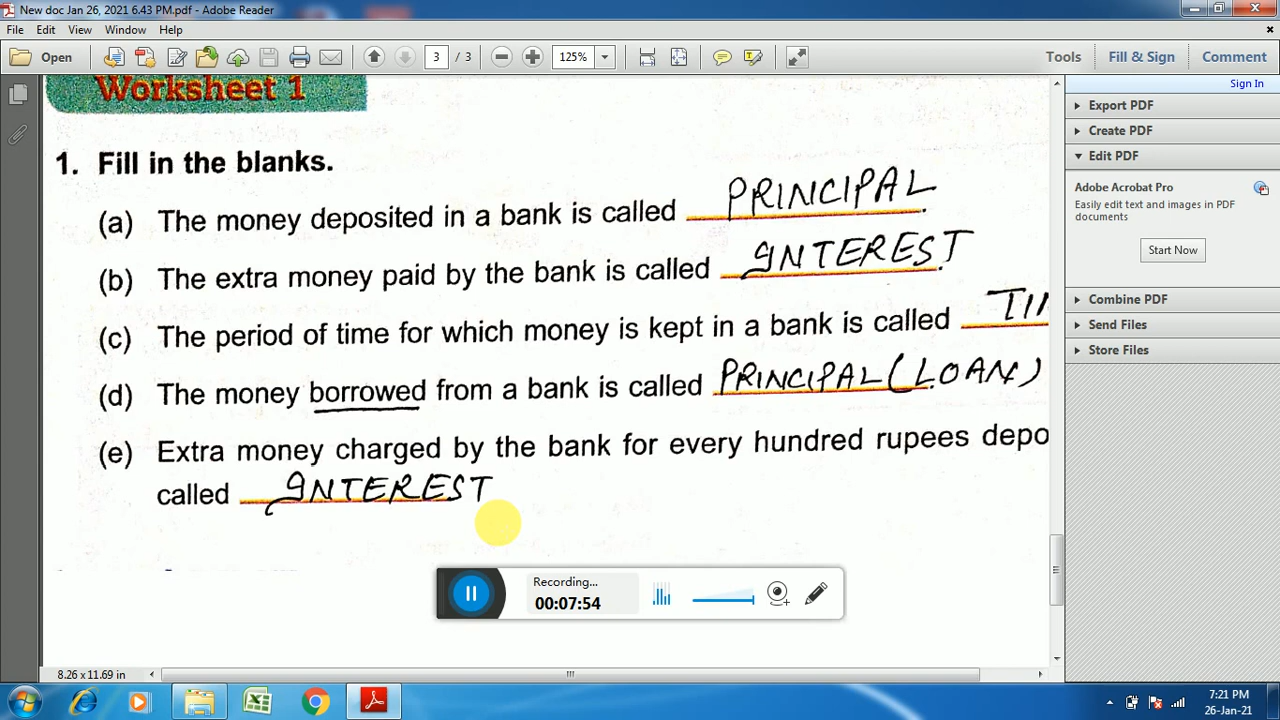 New doc Jan 26, 2021 6.43 PM.pdf - Adobe Reader
File Edit View Window Help
Open 3 / 3 125% Tools Fill & Sign Comment
Sign In
Worksheet 1
1. Fill in the blanks.
(a) The money deposited in a bank is called PRINCIPAL.
(b) The extra money paid by the bank is called INTEREST.
(c) The period of time for which money is kept in a bank is called
(d) The money borrowed from a bank is called PRINCIPAL (LOAN)
(e) Extra money charged by the bank for every hundred rupees depo
called INTEREST
Export PDF
Create PDF
Edit PDF
Adobe Acrobat Pro
Easily edit text and images in PDF
documents
Start Now
Combine PDF
Send Files
Store Files
Recording...
00:07:54
8.26 x 11.69 in
7:21 PM
26-Jan-21